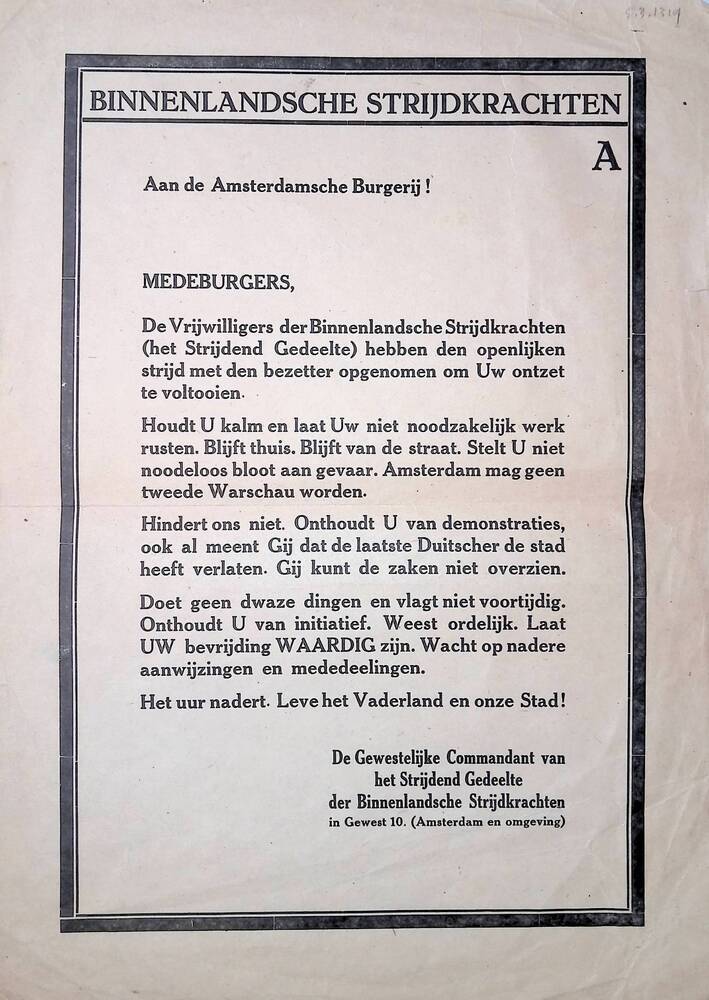 BINNENLANDSCHE STRIJDKRACHTEN
A
Aan de Amsterdamsche Burgerij !
MEDEBURGERS,
De Vrijwilligers der Binnenlandsche Strijdkrachten
(het Strijdend Gedeelte) hebben den openlijken
strijd met den bezetter opgenomen om Uw ontzet
te voltooien.
Houdt U kalm en laat Uw niet noodzakelijk werk
rusten. Blijft thuis. Blijft van de straat. Stelt U niet
noodeloos bloot aan gevaar. Amsterdam mag geen
tweede Warschau worden.
Hindert ons niet. Onthoudt U van demonstraties,
ook al meent Gij dat de laatste Duitscher de stad
heeft verlaten. Gij kunt de zaken niet overzien.
Doet geen dwaze dingen en vlagt niet voortijdig.
Onthoudt U van initiatief. Weest ordelijk. Laat
UW bevrijding WAARDIG zijn. Wacht op nadere
aanwijzingen en mededeelingen.
Het uur nadert. Leve het Vaderland en onze Stad!
De Gewestelijke Commandant van
het Strijdend Gedeelte
der Binnenlandsche Strijdkrachten
in Gewest 10. (Amsterdam en omgeving)